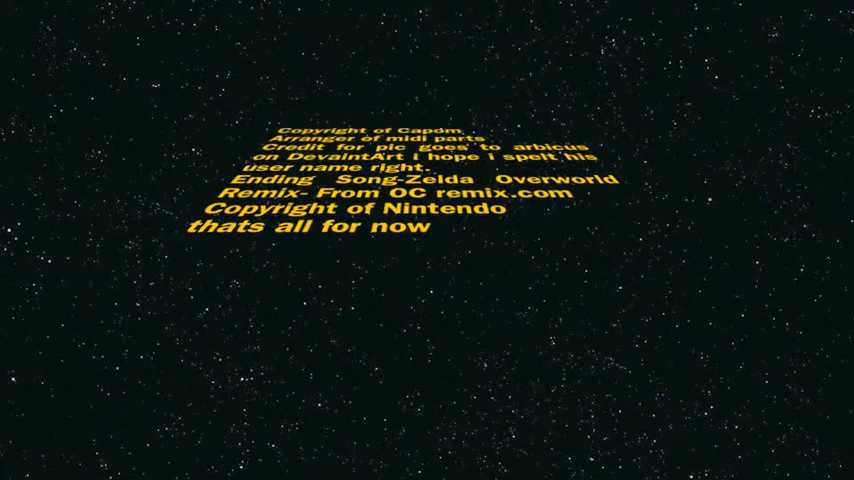 Copyright of Capdm
Arranger of midi parts
Credit for pic goes to arbicus
on DevaintArt i hope I spelt his
user name right.
Ending Song-Zelda Overworld
Remix- From OC remix.com
Copyright of Nintendo
thats all for now